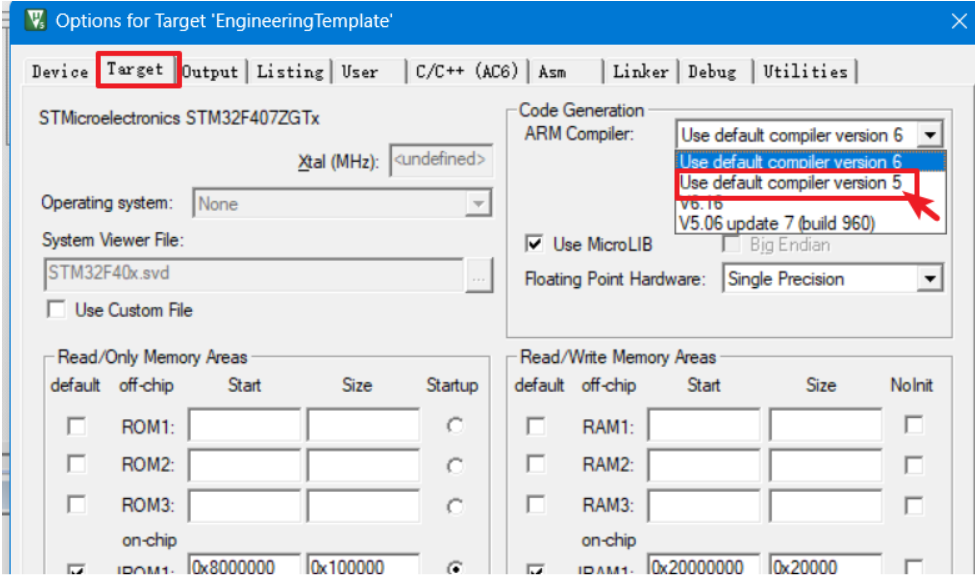 Options for Target 'EngineeringTemplate'
Device Target Output Listing User C/C++ (AC6) Asm Linker Debug Utilities
STMicroelectronics STM32F407ZGTx
Xtal (MHz): <undefined>
Operating system: None
System Viewer File:
STM32F40x.svd
...
Use Custom File
Code Generation
ARM Compiler: Use default compiler version 6
Use default compiler version 6
Use default compiler version 5
V6.16
V5.06 update 7 (build 960)
Use MicroLIB Big Endian
Floating Point Hardware: Single Precision
Read/Only Memory Areas
default off-chip Start Size Startup
ROM1:
ROM2:
ROM3:
on-chip
IROM1: 0x8000000 0x100000
Read/Write Memory Areas
default off-chip Start Size NoInit
RAM1:
RAM2:
RAM3:
on-chip
IRAM1: 0x20000000 0x20000